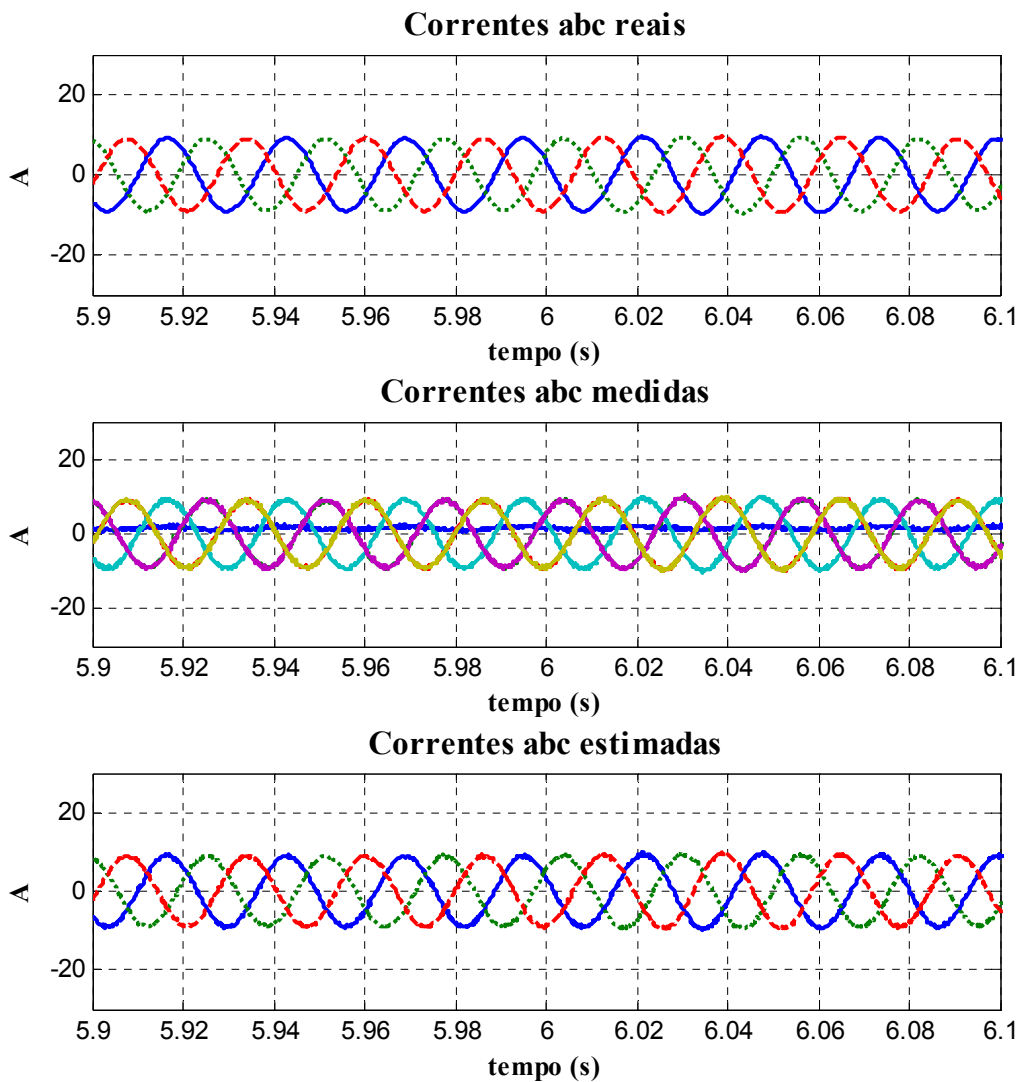 Correntes abc reais
20
0
-20
A
5.9 5.92 5.94 5.96 5.98 6 6.02 6.04 6.06 6.08 6.1
tempo (s)
Correntes abc medidas
20
0
-20
A
5.9 5.92 5.94 5.96 5.98 6 6.02 6.04 6.06 6.08 6.1
tempo (s)
Correntes abc estimadas
20
0
-20
A
5.9 5.92 5.94 5.96 5.98 6 6.02 6.04 6.06 6.08 6.1
tempo (s)